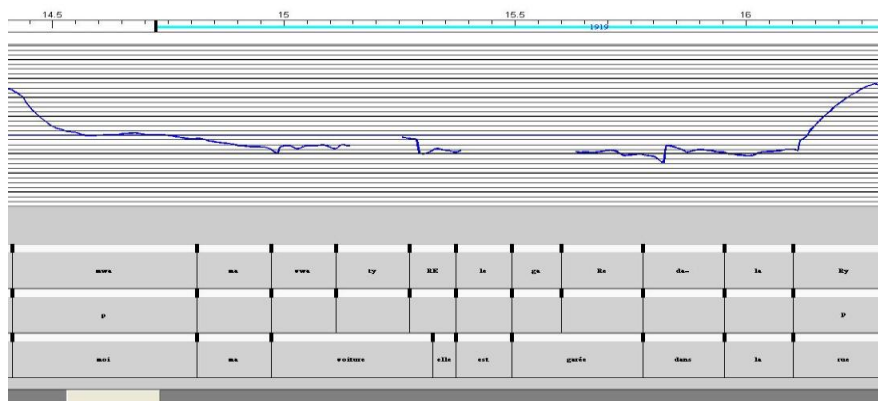 14.5 15 15.5 16
1919
mwa ma vwa ty RE le ga Re da~ la Ry
p p
moi ma voiture elle est garée dans la rue